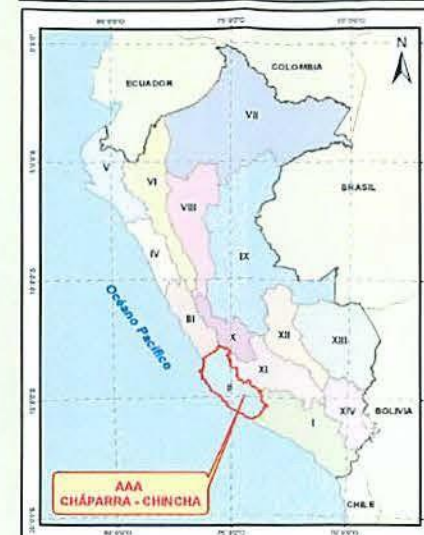 N
ECUADOR
COLOMBIA
VII
V
VI
VIII
BRASIL
IV
IX
Océano Pacífico
III
X
XII
XIII
XI
II
I
XIV
BOLIVIA
AAA
CHÁPARRA - CHINCHA
CHILE